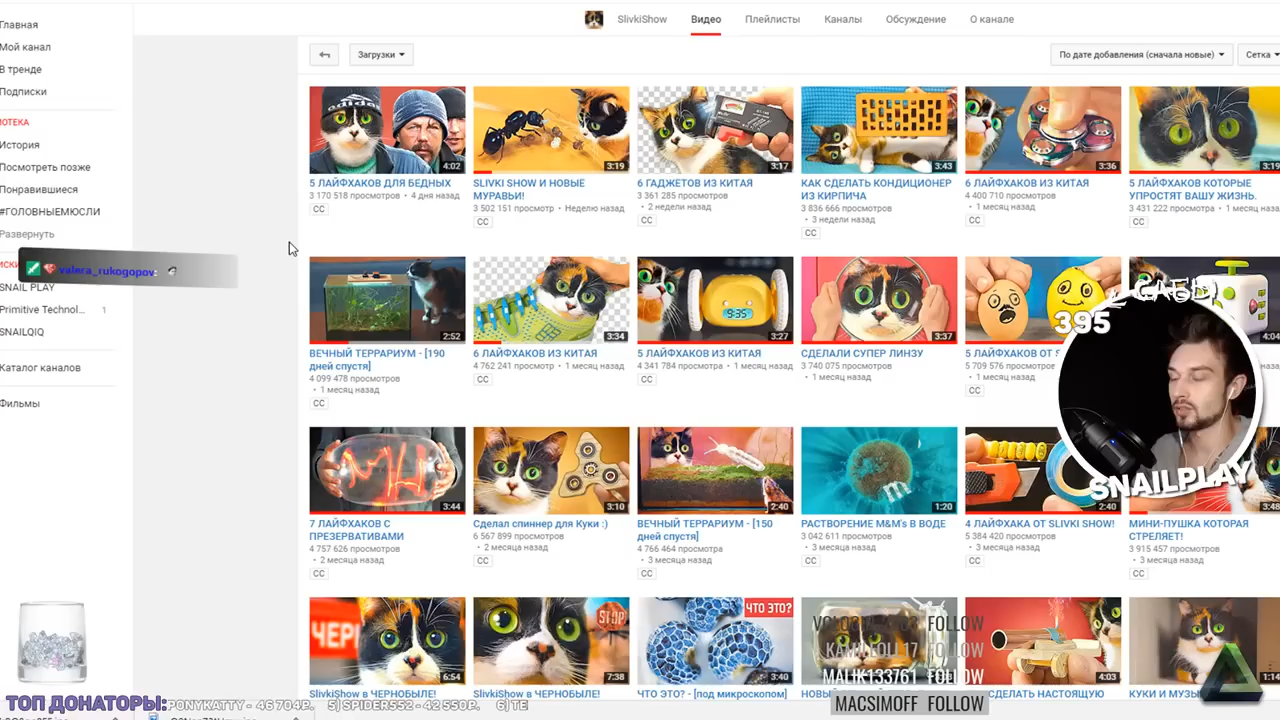 SlivkiShow
Видео
Плейлисты
Каналы
Обсуждение
О канале
Главная
Мой канал
В тренде
Подписки
ИОТЕКА
История
Посмотреть позже
Понравившиеся
#ГОЛОВНЫЕМЮСЛИ
Развернуть
valera_rukogopov:
SNAIL PLAY
Primitive Technol... 1
SNAILQIQ
Каталог каналов
Фильмы
Загрузки
По дате добавления (сначала новые)
Сетка
adidas
4:02
3:19
3:17
3:43
3:36
3:19
5 ЛАЙФХАКОВ ДЛЯ БЕДНЫХ
3 170 518 просмотров • 4 дня назад
CC
SLIVKI SHOW И НОВЫЕ
МУРАВЬИ!
3 502 151 просмотр • Неделю назад
CC
6 ГАДЖЕТОВ ИЗ КИТАЯ
3 361 285 просмотров
• 2 недели назад
CC
КАК СДЕЛАТЬ КОНДИЦИОНЕР
ИЗ КИРПИЧА
3 836 666 просмотров
• 3 недели назад
CC
6 ЛАЙФХАКОВ ИЗ КИТАЯ
4 400 710 просмотров
• 1 месяц назад
CC
5 ЛАЙФХАКОВ КОТОРЫЕ
УПРОСТЯТ ВАШУ ЖИЗНЬ.
3 431 222 просмотра • 1 месяц назад
CC
2:52
3:34
9:35
3:27
3:37
4:04
ВЕЧНЫЙ ТЕРРАРИУМ - [190
дней спустя]
4 099 478 просмотров
• 1 месяц назад
CC
6 ЛАЙФХАКОВ ИЗ КИТАЯ
4 762 241 просмотр • 1 месяц назад
CC
5 ЛАЙФХАКОВ ИЗ КИТАЯ
4 341 784 просмотра • 1 месяц назад
CC
СДЕЛАЛИ СУПЕР ЛИНЗУ
3 740 075 просмотров
• 1 месяц назад
5 ЛАЙФХАКОВ ОТ S
5 709 576 просмотров
• 1 месяц назад
CC
395
SNAILPLAY
3:44
3:10
2:40
1:20
2:40
3:48
7 ЛАЙФХАКОВ С
ПРЕЗЕРВАТИВАМИ
4 757 626 просмотров
• 2 месяца назад
CC
Сделал спиннер для Куки :)
6 567 899 просмотров
• 2 месяца назад
CC
ВЕЧНЫЙ ТЕРРАРИУМ - [150
дней спустя]
4 766 464 просмотра
• 3 месяца назад
CC
РАСТВОРЕНИЕ M&M's В ВОДЕ
3 042 611 просмотров
• 3 месяца назад
CC
4 ЛАЙФХАКА ОТ SLIVKI SHOW!
5 384 420 просмотров
• 3 месяца назад
CC
МИНИ-ПУШКА КОТОРАЯ
СТРЕЛЯЕТ!
3 915 457 просмотров
• 3 месяца назад
CC
6:54
STOP
7:38
ЧТО ЭТО?
3:40
4:03
1:14
SlivkiShow в ЧЕРНОБЫЛЕ!
SlivkiShow в ЧЕРНОБЫЛЕ!
ЧТО ЭТО? - [под микроскопом]
СДЕЛАТЬ НАСТОЯЩУЮ
FOLLOW
FOLLOW
MALIK133761 FOLLOW
MACSIMOFF FOLLOW
ТОП ДОНАТОРЫ: PONYKATTY - 46 704Р. 5) SPIDER552 - 42 550Р. 6) TE